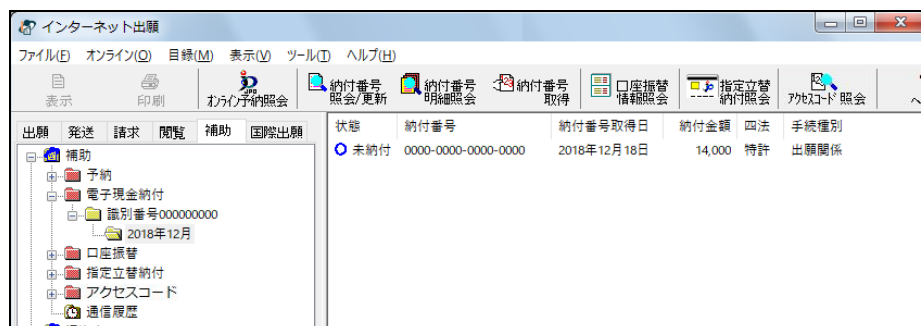 インターネット出願
ファイル(F) オンライン(O) 目録(M) 表示(V) ツール(T) ヘルプ(H)
表示 印刷 オンライン予納照会 納付番号照会/更新 納付番号明細照会 納付番号取得 口座振替情報照会 指定立替納付照会 アクセスコード照会
出願 発送 請求 閲覧 補助 国際出願
状態 納付番号 納付番号取得日 納付金額 四法 手続種別
未納付 0000-0000-0000-0000 2018年12月18日 14,000 特許 出願関係
補助
予納
電子現金納付
識別番号000000000
2018年12月
口座振替
指定立替納付
アクセスコード
通信履歴